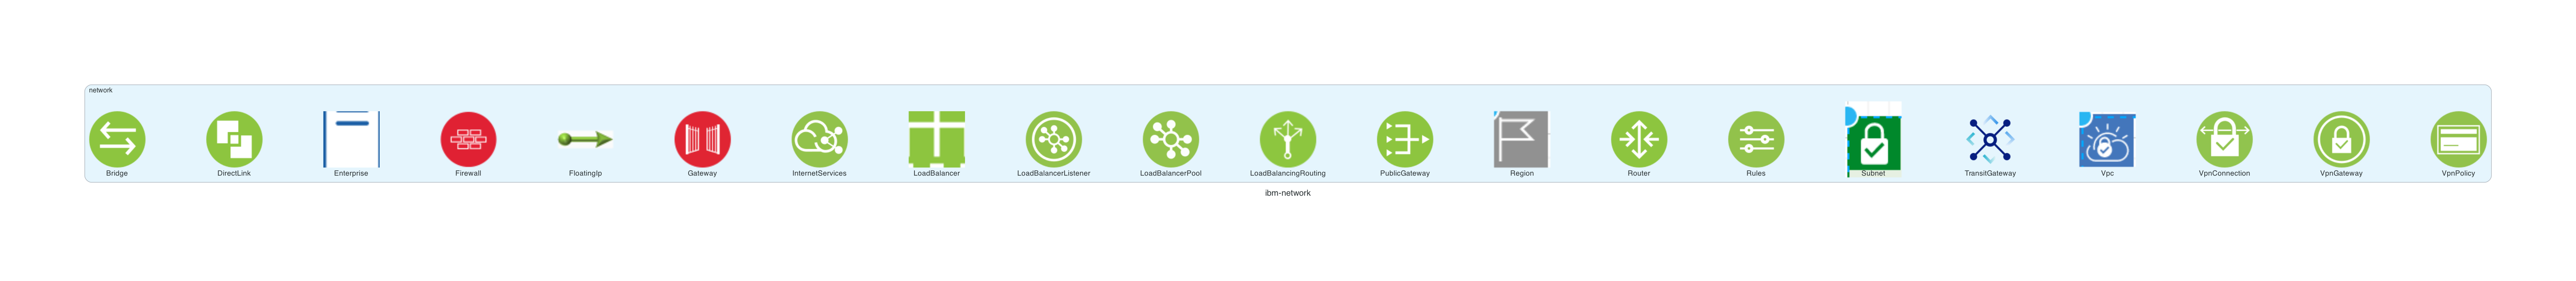 network
Bridge
DirectLink
Enterprise
Firewall
FloatingIp
Gateway
InternetServices
LoadBalancer
LoadBalancerListener
LoadBalancerPool
LoadBalancingRouting
PublicGateway
Region
Router
Rules
Subnet
TransitGateway
Vpc
VpnConnection
VpnGateway
VpnPolicy
ibm-network